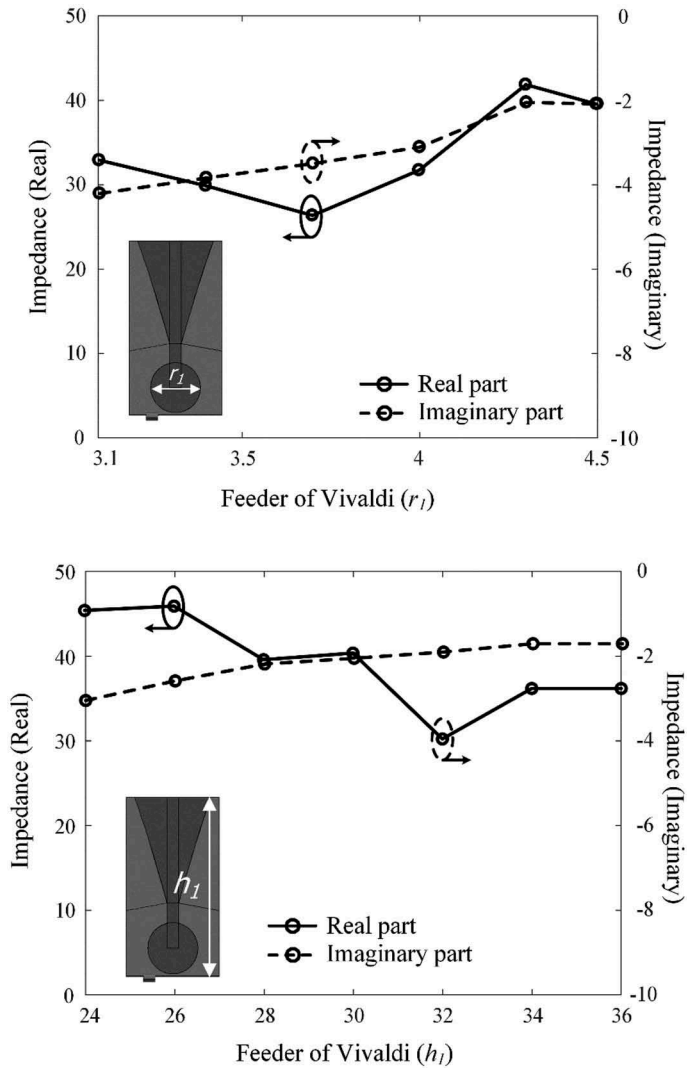 50
40
30
20
10
0
Impedance (Real)
0
-2
-4
-6
-8
-10
Impedance (Imaginary)
r1
Real part
Imaginary part
3.1
3.5
4
4.5
Feeder of Vivaldi (r1)
50
40
30
20
10
0
Impedance (Real)
0
-2
-4
-6
-8
-10
Impedance (Imaginary)
h1
Real part
Imaginary part
24
26
28
30
32
34
36
Feeder of Vivaldi (h1)